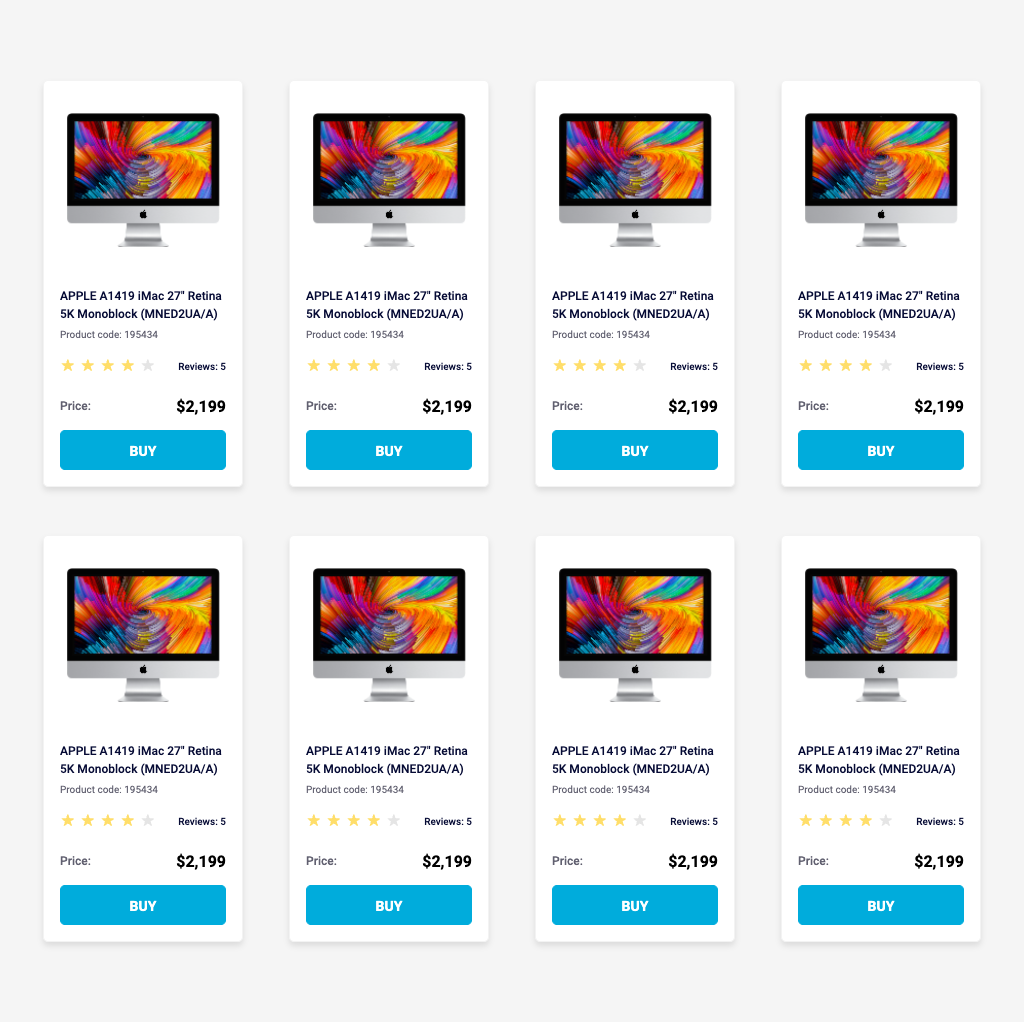 APPLE A1419 iMac 27" Retina
5K Monoblock (MNED2UA/A)
Product code: 195434
Reviews: 5
Price: $2,199
BUY
APPLE A1419 iMac 27" Retina
5K Monoblock (MNED2UA/A)
Product code: 195434
Reviews: 5
Price: $2,199
BUY
APPLE A1419 iMac 27" Retina
5K Monoblock (MNED2UA/A)
Product code: 195434
Reviews: 5
Price: $2,199
BUY
APPLE A1419 iMac 27" Retina
5K Monoblock (MNED2UA/A)
Product code: 195434
Reviews: 5
Price: $2,199
BUY
APPLE A1419 iMac 27" Retina
5K Monoblock (MNED2UA/A)
Product code: 195434
Reviews: 5
Price: $2,199
BUY
APPLE A1419 iMac 27" Retina
5K Monoblock (MNED2UA/A)
Product code: 195434
Reviews: 5
Price: $2,199
BUY
APPLE A1419 iMac 27" Retina
5K Monoblock (MNED2UA/A)
Product code: 195434
Reviews: 5
Price: $2,199
BUY
APPLE A1419 iMac 27" Retina
5K Monoblock (MNED2UA/A)
Product code: 195434
Reviews: 5
Price: $2,199
BUY